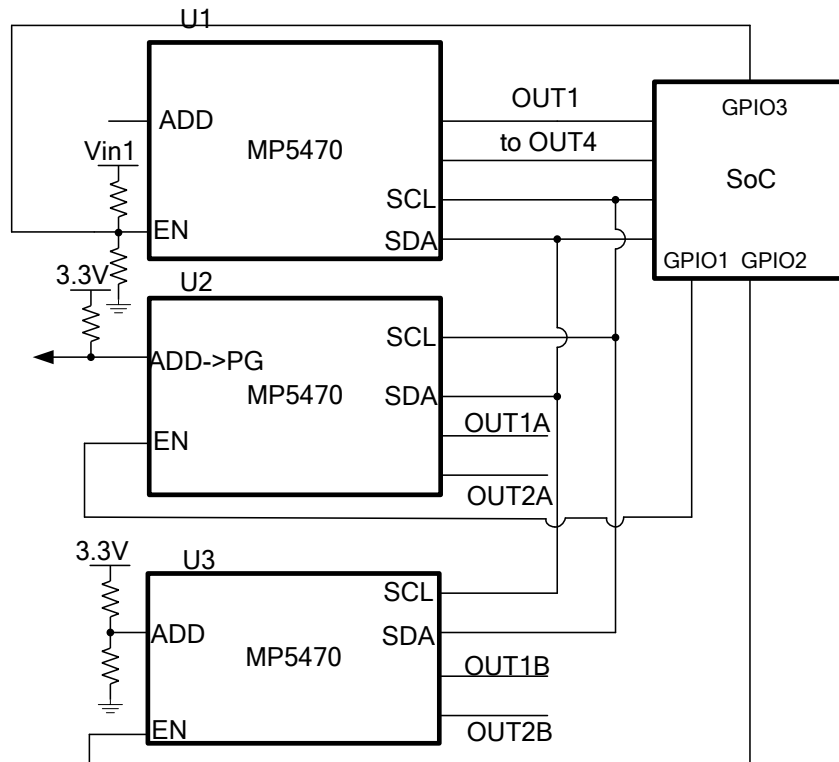 U1
OUT1
ADD
GPIO3
to OUT4
Vin1
MP5470
SoC
SCL
EN
SDA
GPIO1 GPIO2
3.3V
U2
SCL
ADD->PG
MP5470
SDA
OUT1A
EN
OUT2A
3.3V
U3
SCL
ADD
SDA
MP5470
OUT1B
EN
OUT2B